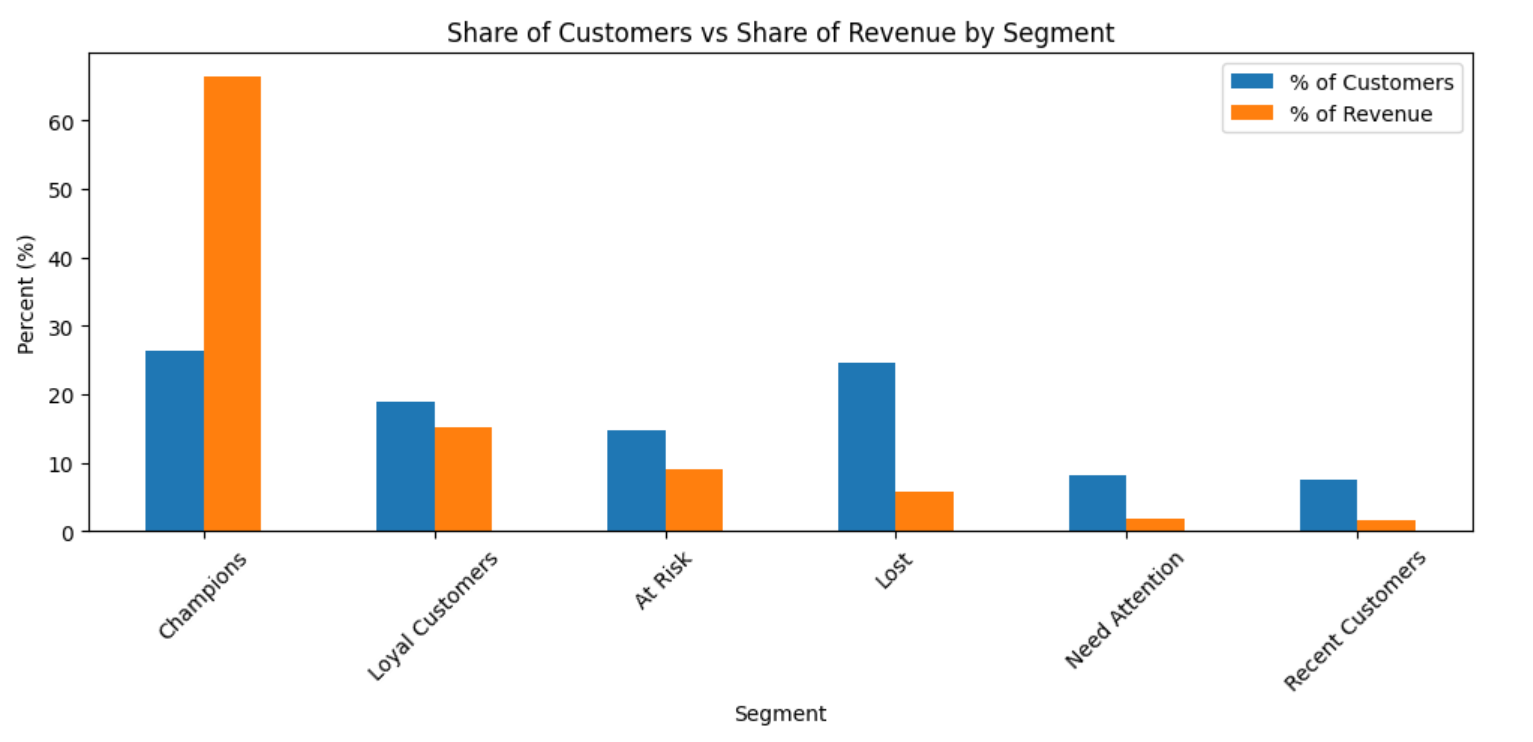 Share of Customers vs Share of Revenue by Segment
% of Customers
% of Revenue
Percent (%)
60
50
40
30
20
10
0
Champions
Loyal Customers
At Risk
Lost
Need Attention
Recent Customers
Segment